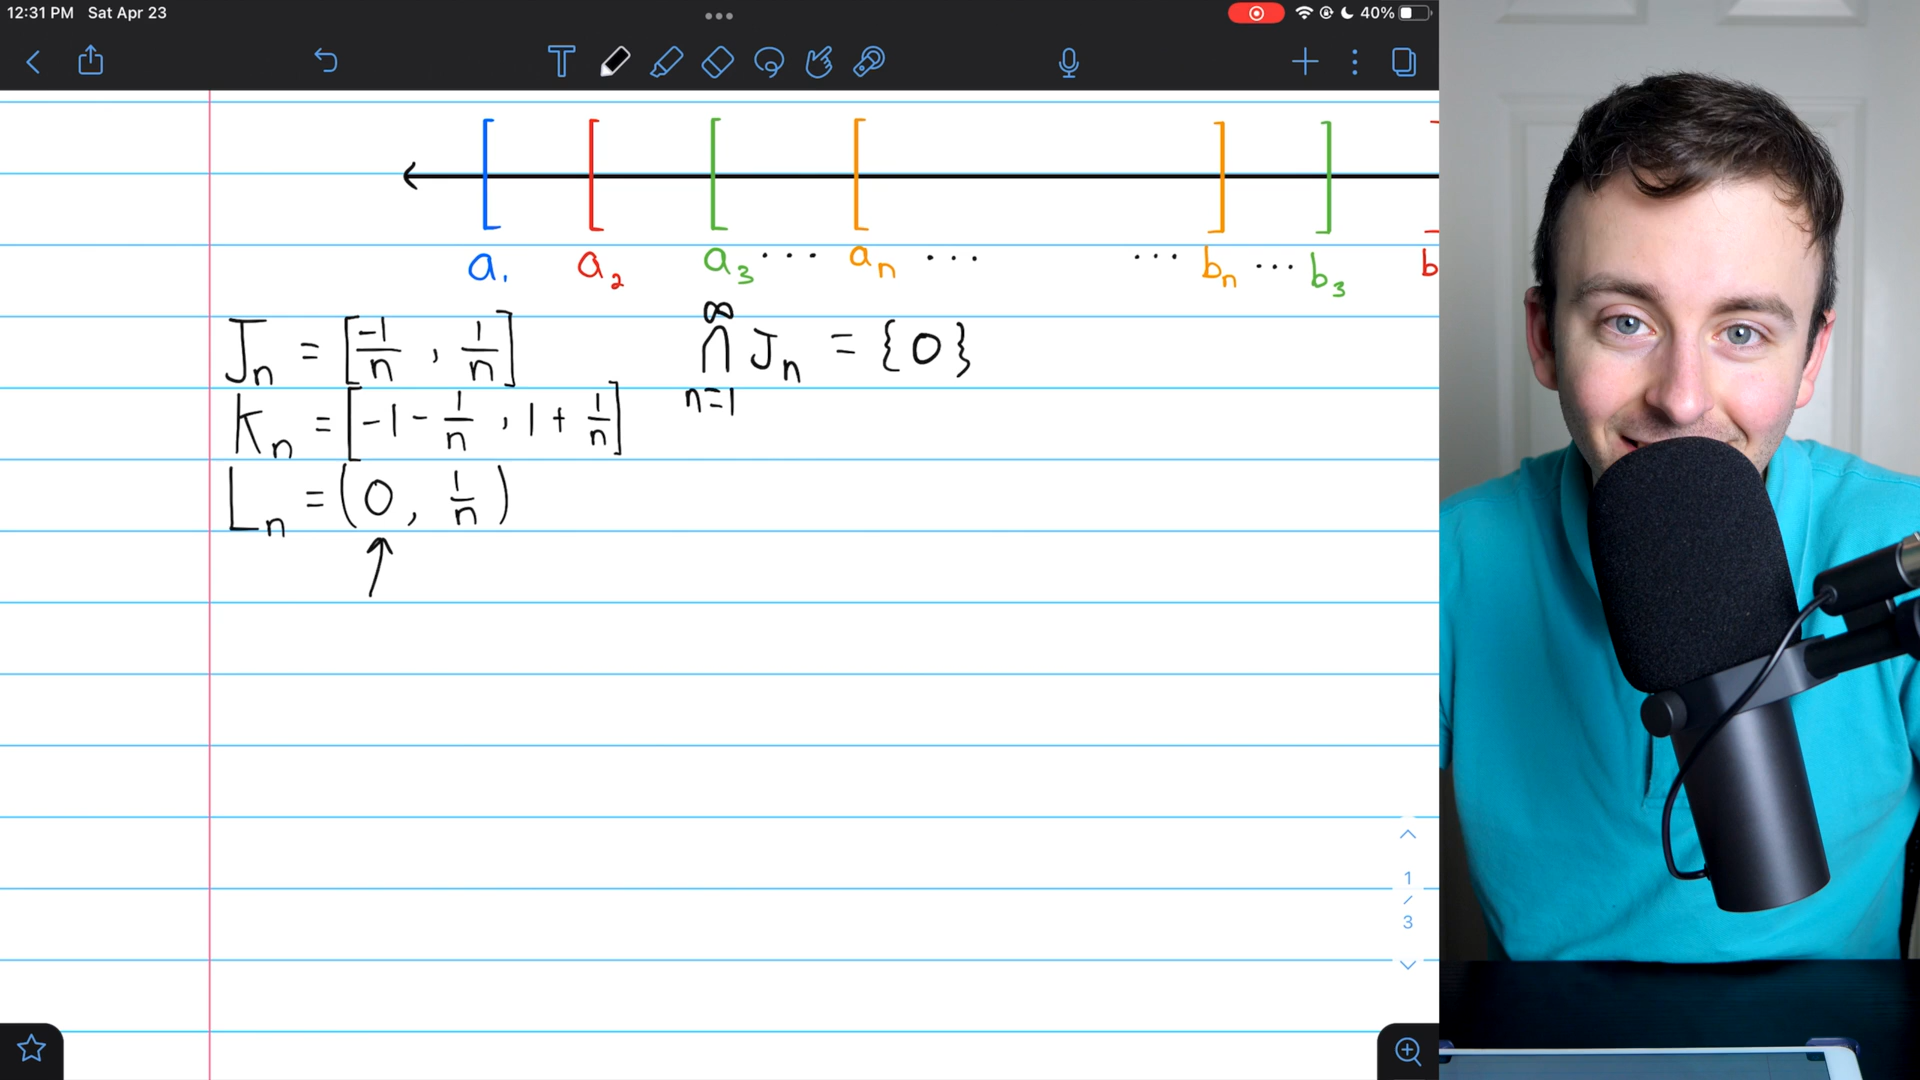 12:31 PM Sat Apr 23
40%
T
a₁ a₂ a₃ ... aₙ ... ... bₙ ... b₃ b
Jₙ = [-1/n , 1/n]
∞
∩ Jₙ = {0}
n=1
Kₙ = [-1 - 1/n , 1 + 1/n]
Lₙ = (0, 1/n)
1
/
3